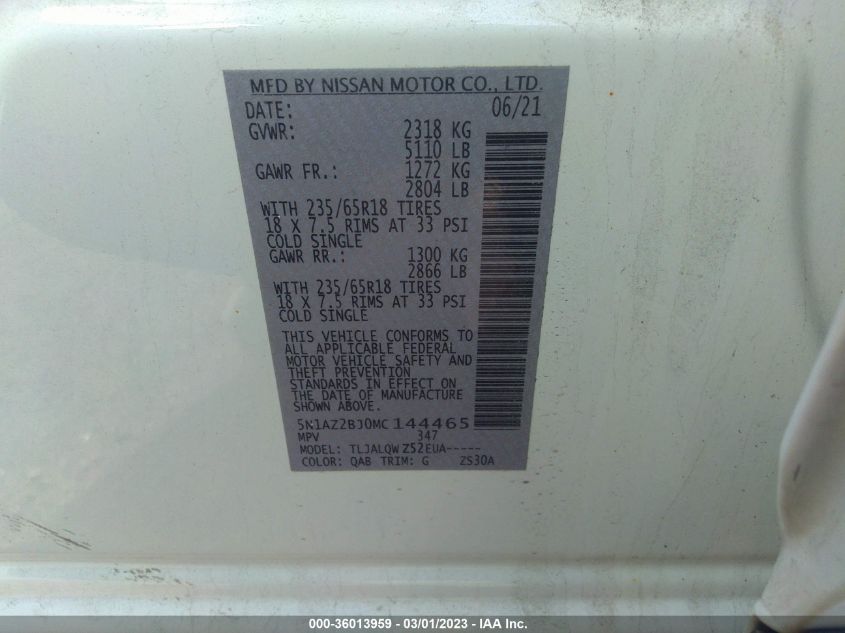 MFD BY NISSAN MOTOR CO., LTD.
DATE: 06/21
GVWR: 2318 KG
5110 LB
GAWR FR.: 1272 KG
2804 LB
WITH 235/65R18 TIRES
18 X 7.5 RIMS AT 33 PSI
COLD SINGLE
GAWR RR.: 1300 KG
2866 LB
WITH 235/65R18 TIRES
18 X 7.5 RIMS AT 33 PSI
COLD SINGLE
THIS VEHICLE CONFORMS TO
ALL APPLICABLE FEDERAL
MOTOR VEHICLE SAFETY AND
THEFT PREVENTION
STANDARDS IN EFFECT ON
THE DATE OF MANUFACTURE
SHOWN ABOVE.
5N1AZ2BJ0MC144465
MPV 347
MODEL: TLJALQWZ52EUA-----
COLOR: QAB TRIM: G ZS30A
000-36013959 - 03/01/2023 - IAA Inc.